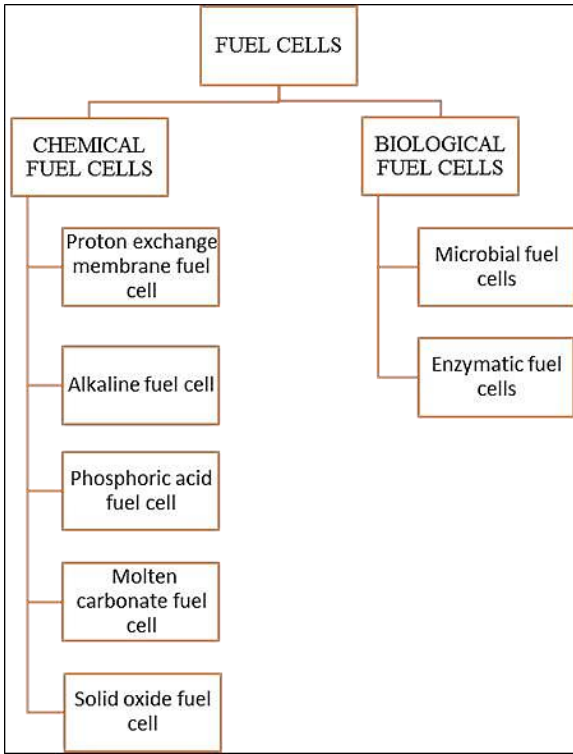 FUEL CELLS
CHEMICAL
FUEL CELLS
BIOLOGICAL
FUEL CELLS
Proton exchange
membrane fuel
cell
Alkaline fuel cell
Phosphoric acid
fuel cell
Molten
carbonate fuel
cell
Solid oxide fuel
cell
Microbial fuel
cells
Enzymatic fuel
cells